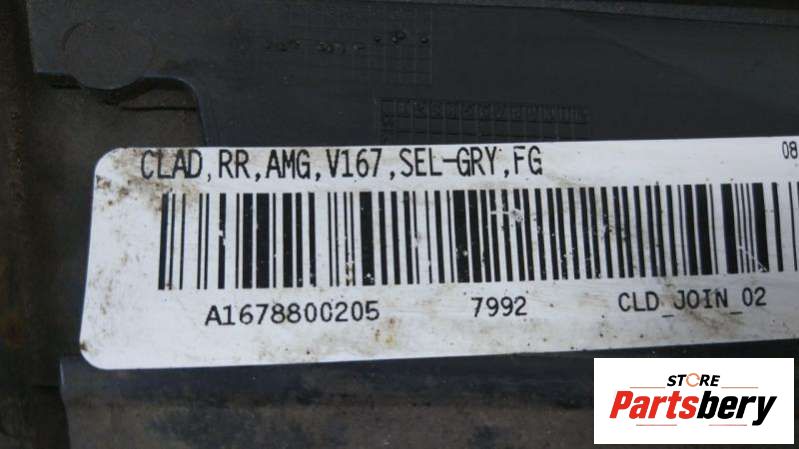 CLAD,RR,AMG,V167,SEL-GRY,FG
08
A1678800205 7992 CLD_JOIN_02
STORE
Partsbery